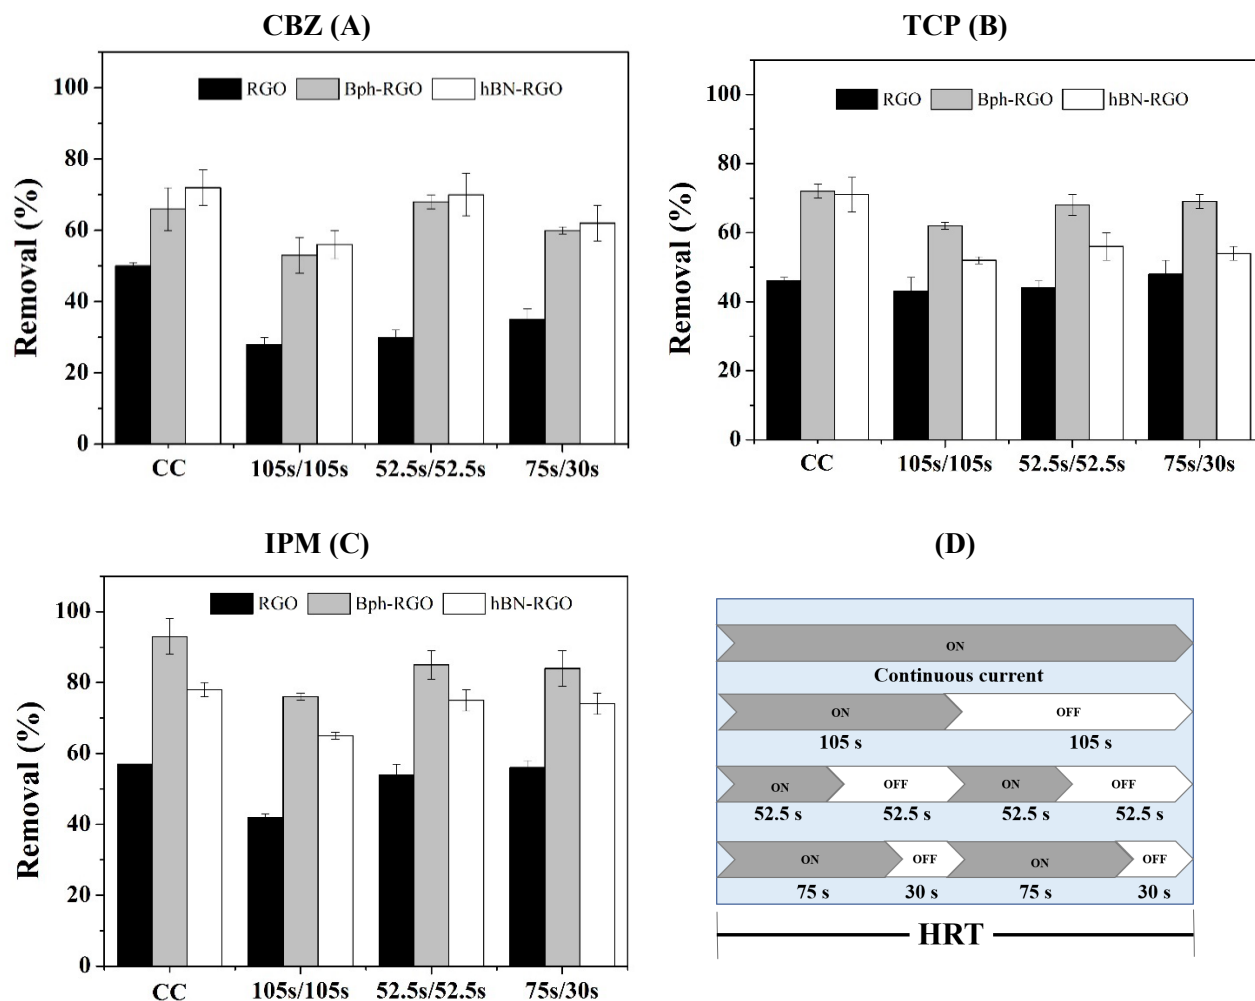 CBZ (A)
RGO Bph-RGO hBN-RGO
Removal (%)
100
80
60
40
20
0
CC 105s/105s 52.5s/52.5s 75s/30s
TCP (B)
RGO Bph-RGO hBN-RGO
Removal (%)
100
80
60
40
20
0
CC 105s/105s 52.5s/52.5s 75s/30s
IPM (C)
RGO Bph-RGO hBN-RGO
Removal (%)
100
80
60
40
20
0
CC 105s/105s 52.5s/52.5s 75s/30s
(D)
ON
Continuous current
ON OFF
105 s 105 s
ON OFF ON OFF
52.5 s 52.5 s 52.5 s 52.5 s
ON OFF ON OFF
75 s 30 s 75 s 30 s
HRT